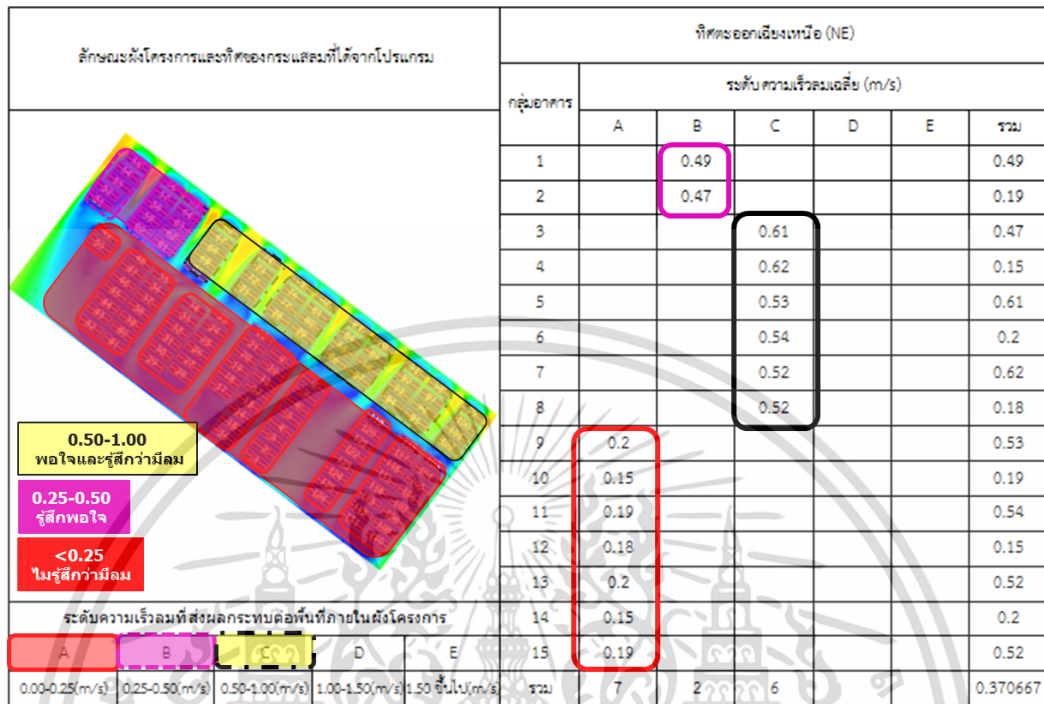 ลักษณะผังโครงการและทิศของกระแสลมที่ได้จากโปรแกรม
ทิศตะออกเฉียงเหนือ (NE)
กลุ่มอาคาร
ระดับความเร็วลมเฉลี่ย (m/s)
A B C D E รวม
1 0.49 0.49
2 0.47 0.19
3 0.61 0.47
4 0.62 0.15
5 0.53 0.61
6 0.54 0.2
7 0.52 0.62
8 0.52 0.18
9 0.2 0.53
10 0.15 0.19
11 0.19 0.54
12 0.18 0.15
13 0.2 0.52
14 0.15 0.2
15 0.19 0.52
รวม 7 2 6 0.370667
0.50-1.00
พอใจและรู้สึกว่ามีลม
0.25-0.50
รู้สึกพอใจ
<0.25
ไม่รู้สึกว่ามีลม
ระดับความเร็วลมที่ส่งผลกระทบต่อพื้นที่ภายในผังโครงการ
A B C D E
0.00-0.25(m/s) 0.25-0.50(m/s) 0.50-1.00(m/s) 1.00-1.50(m/s) 1.50 ขึ้นไป(m/s)